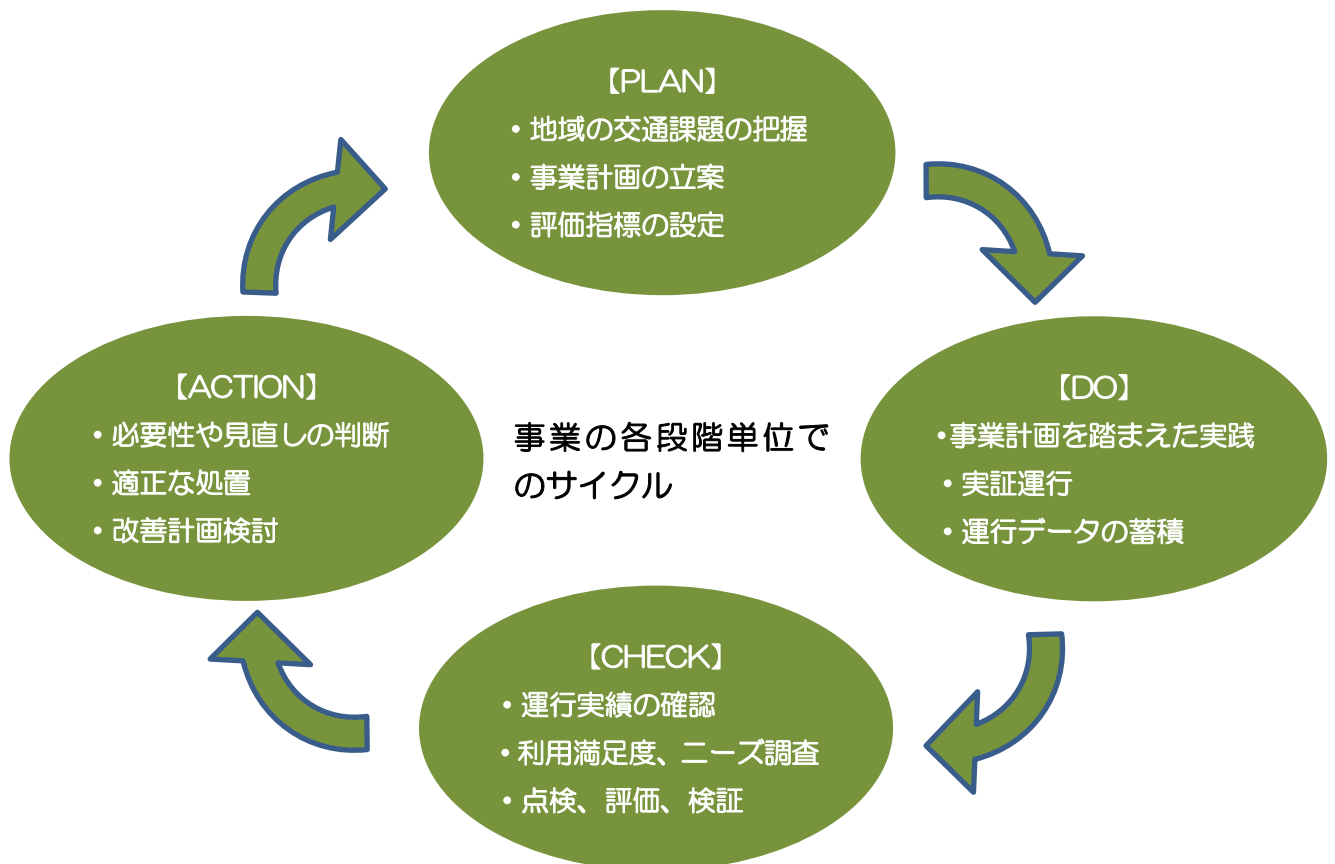 【PLAN】
・地域の交通課題の把握
・事業計画の立案
・評価指標の設定
【DO】
・事業計画を踏まえた実践
・実証運行
・運行データの蓄積
【CHECK】
・運行実績の確認
・利用満足度、ニーズ調査
・点検、評価、検証
【ACTION】
・必要性や見直しの判断
・適正な処置
・改善計画検討
事業の各段階単位で
のサイクル